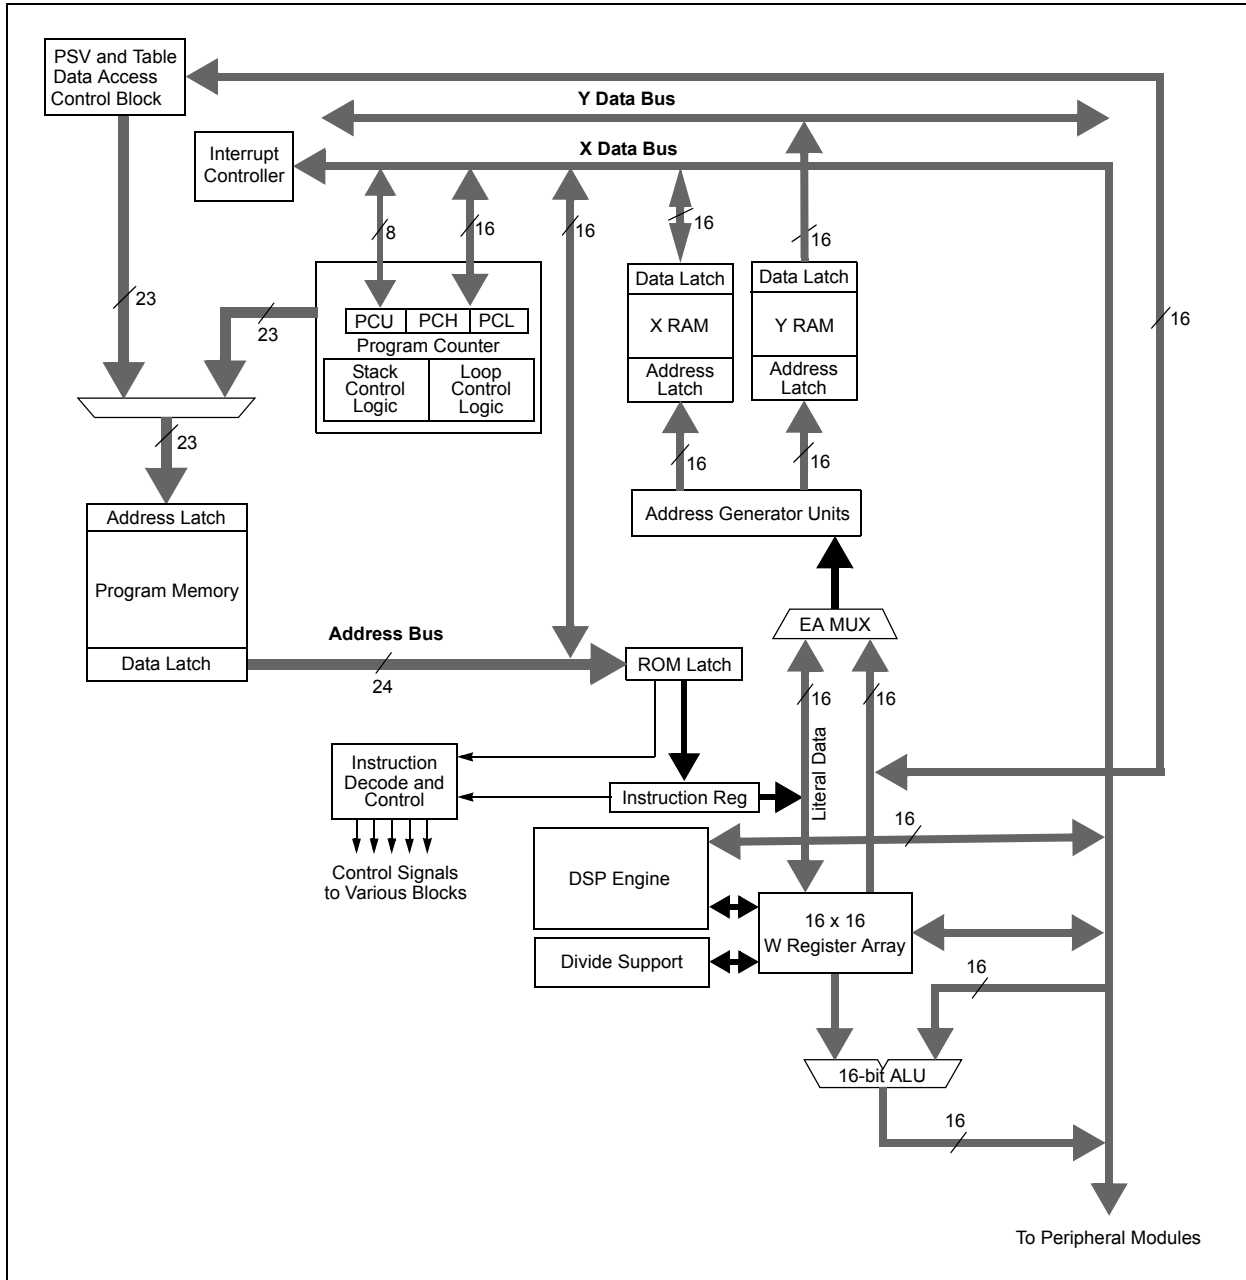 PSV and Table
Data Access
Control Block
Y Data Bus
X Data Bus
Interrupt
Controller
8
16
16
16
16
23
23
16
Data Latch
X RAM
Address
Latch
Data Latch
Y RAM
Address
Latch
PCU
PCH
PCL
Program Counter
Stack
Control
Logic
Loop
Control
Logic
23
16
16
Address Latch
Program Memory
Data Latch
Address Generator Units
EA MUX
Address Bus
24
ROM Latch
16
16
Literal Data
Instruction
Decode and
Control
Instruction Reg
Control Signals
to Various Blocks
16
DSP Engine
16 x 16
W Register Array
Divide Support
16
16-bit ALU
16
To Peripheral Modules